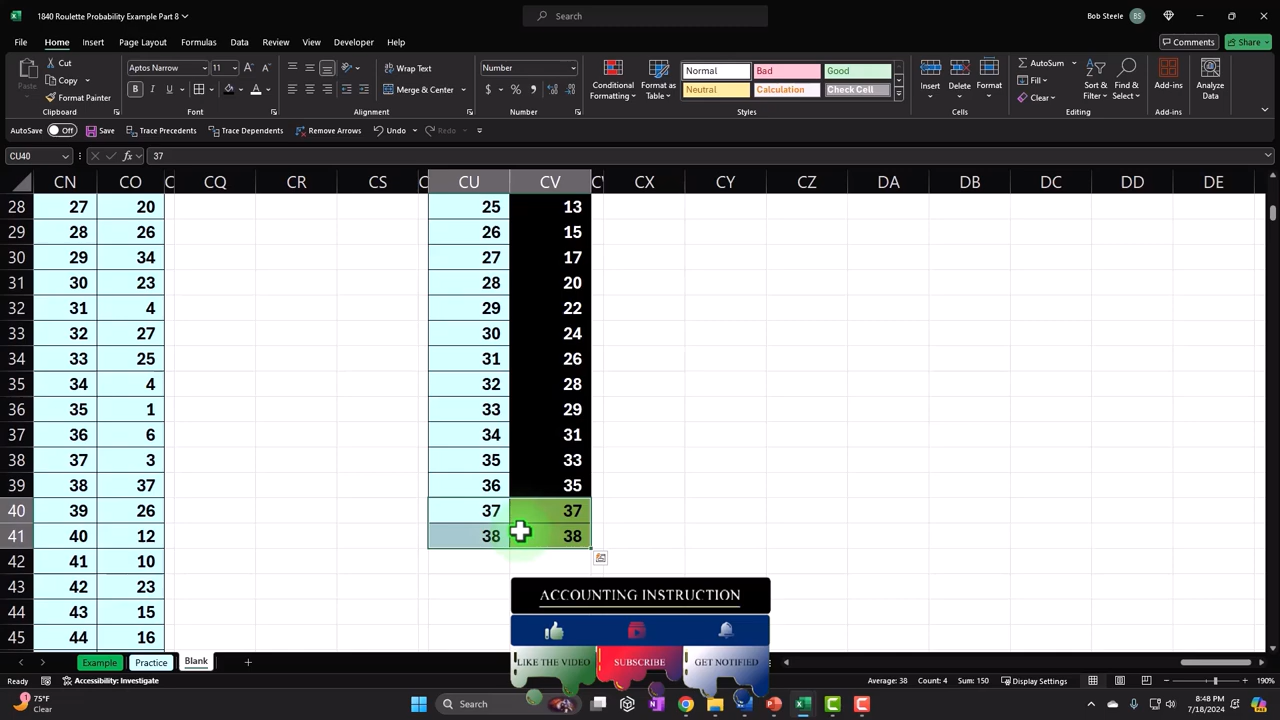 1840 Roulette Probability Example Part 8
Search
Bob Steele BS
File Home Insert Page Layout Formulas Data Review View Developer Help
Comments Share
Cut
Copy
Format Painter
Paste
Clipboard
Aptos Narrow 11
Font
Wrap Text
Merge & Center
Alignment
Number
Number
Conditional Formatting
Format as Table
Normal Bad Good
Neutral Calculation Check Cell
Styles
Insert Delete Format
Cells
AutoSum
Fill
Clear
Sort & Filter
Find & Select
Editing
Add-ins
Add-ins
Analyze Data
AutoSave Off Save Trace Precedents Trace Dependents Remove Arrows Undo Redo
CU40 fx 37
CN CO C CQ CR CS C CU CV CV CX CY CZ DA DB DC DD DE
28 27 20 25 13
29 28 26 26 15
30 29 34 27 17
31 30 23 28 20
32 31 4 29 22
33 32 27 30 24
34 33 25 31 26
35 34 4 32 28
36 35 1 33 29
37 36 6 34 31
38 37 3 35 33
39 38 37 36 35
40 39 26 37 37
41 40 12 38 38
42 41 10
43 42 23
44 43 15
45 44 16
ACCOUNTING INSTRUCTION
LIKE THE VIDEO SUBSCRIBE GET NOTIFIED
Example Practice Blank
Ready Accessibility: Investigate Average: 38 Count: 4 Sum: 150 Display Settings 190%
75°F
Clear
Search
8:48 PM
7/18/2024